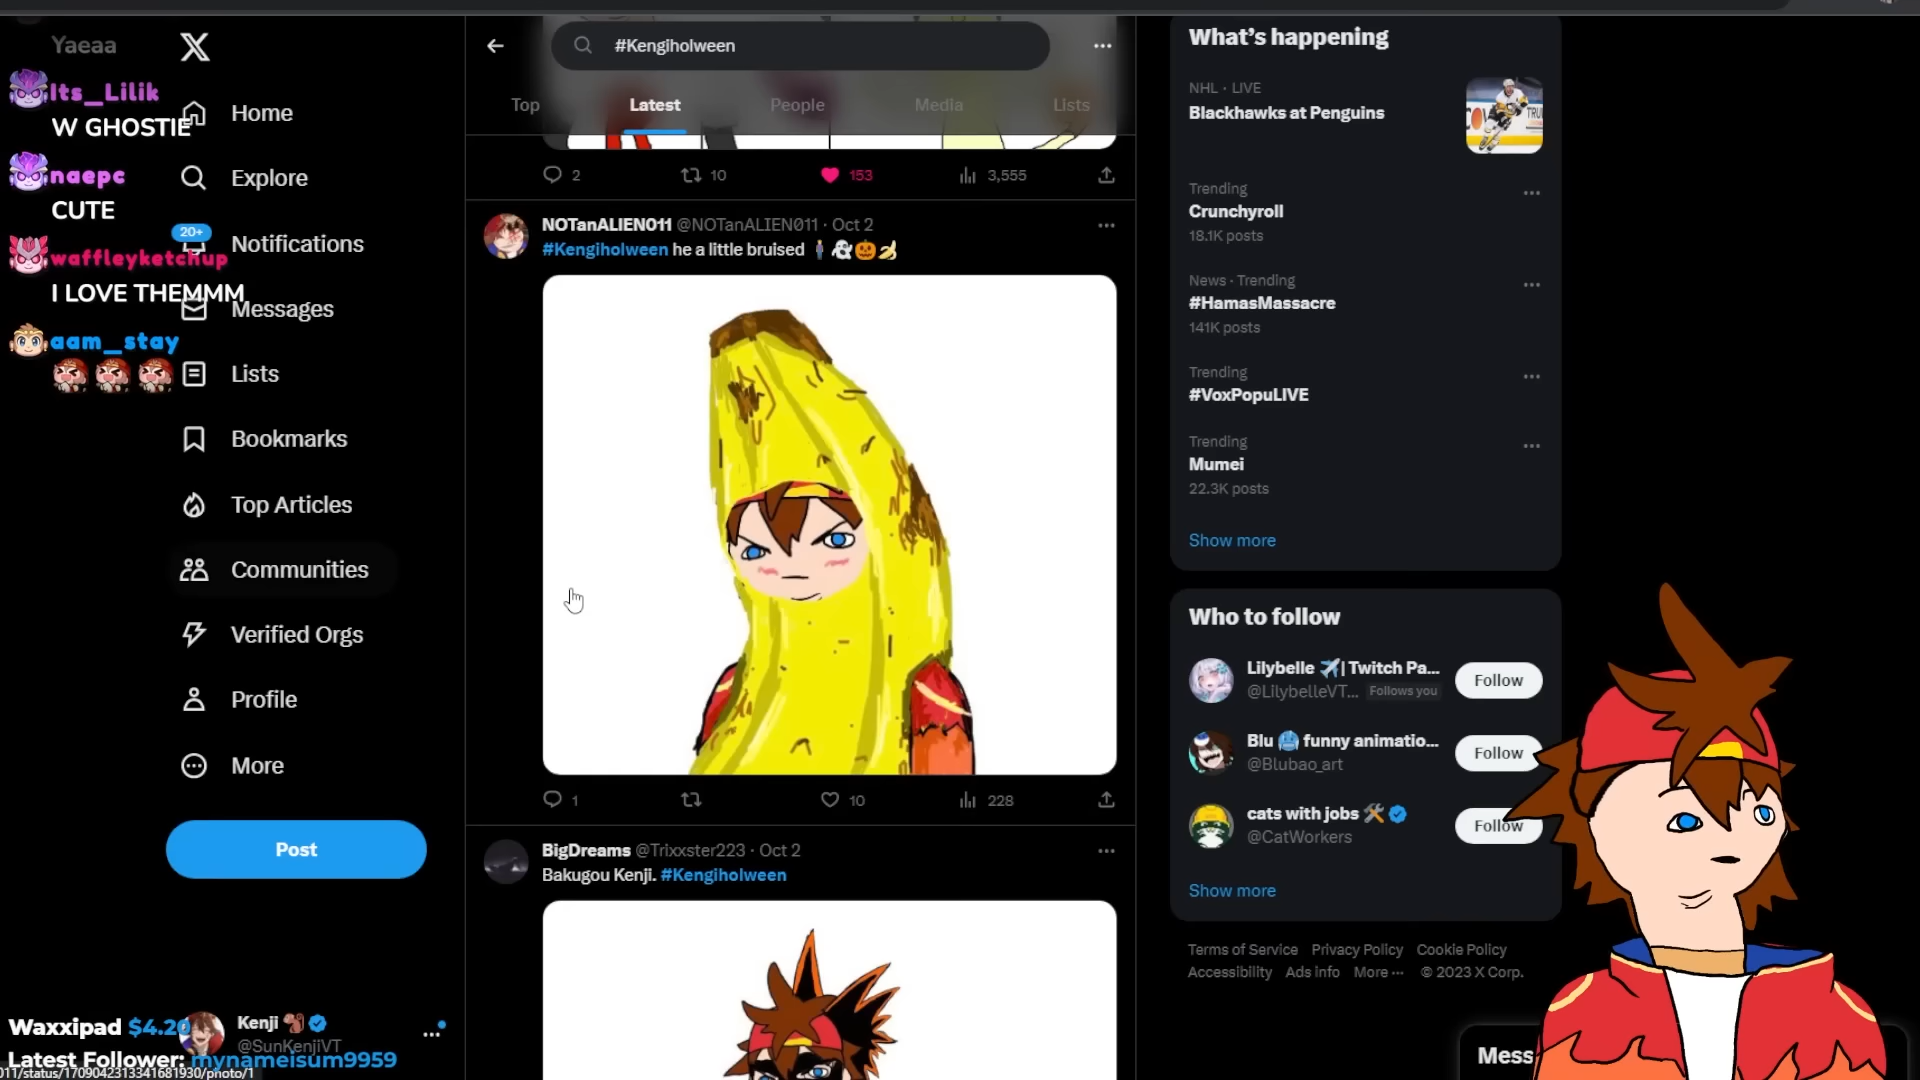 Yaeaa
Its_Lilik
W GHOSTIE
naepc
CUTE
waffleyketchup
I LOVE THEMMM
aam_stay
Home
Explore
20+
Notifications
Messages
Lists
Bookmarks
Top Articles
Communities
Verified Orgs
Profile
More
Post
Waxxipad $4.20
Kenji
@SunKenjiVT
Latest Follower: mynameisum9959
011/status/1709042313341681930/photo/1
#Kengiholween
Top
Latest
People
Media
Lists
2
10
153
3,555
NOTanALIEN011 @NOTanALIEN011 · Oct 2
#Kengiholween he a little bruised
1
10
228
BigDreams @Trixxster223 · Oct 2
Bakugou Kenji. #Kengiholween
What's happening
NHL · LIVE
Blackhawks at Penguins
Trending
Crunchyroll
18.1K posts
News · Trending
#HamasMassacre
141K posts
Trending
#VoxPopuLIVE
Trending
Mumei
22.3K posts
Show more
Who to follow
Lilybelle ✈️| Twitch Pa...
@LilybelleVT... Follows you
Follow
Blu 🥶 funny animatio...
@Blubao_art
Follow
cats with jobs 🛠
@CatWorkers
Follow
Show more
Terms of Service Privacy Policy Cookie Policy
Accessibility Ads info More ··· © 2023 X Corp.
Mess